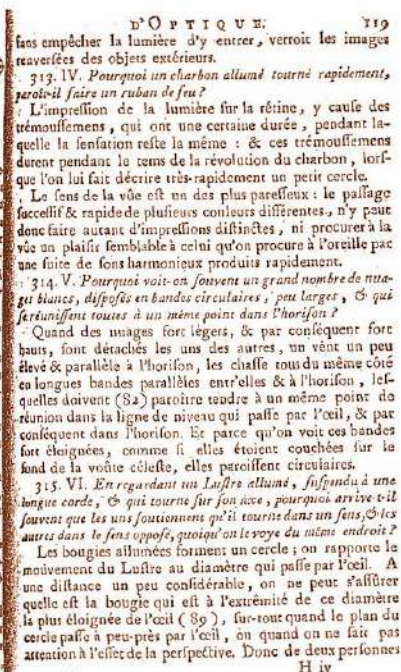 D'OPTIQUE. 119
sans empêcher la lumière d'y entrer, verroit les images
renversées des objets extérieurs.
313. IV. Pourquoi un charbon allumé tourné rapidement,
paroît-il faire un ruban de feu ?
L'impression de la lumière sur la rétine, y cause des
trémoussemens, qui ont une certaine durée, pendant la-
quelle la sensation reste la même : & ces trémoussemens
durent pendant le tems de la révolution du charbon, lors-
que l'on lui fait décrire très-rapidement un petit cercle.
Le sens de la vûe est un des plus paresseux : le passage
successif & rapide de plusieurs couleurs différentes, n'y peut
donc faire autant d'impressions distinctes, ni procurer à la
vûe un plaisir semblable à celui qu'on procure à l'oreille par
une suite de sons harmonieux produits rapidement.
314. V. Pourquoi voit-on souvent un grand nombre de nua-
ges blancs, disposés en bandes circulaires, peu larges, & qui
se réunissent toutes à un même point dans l'horison ?
Quand des nuages fort légers, & par conséquent fort
hauts, sont détachés les uns des autres, un vent un peu
élevé & parallèle à l'horison, les chasse tous du même côté
en longues bandes parallèles entr'elles & à l'horison, les-
quelles doivent (82) paroître tendre à un même point de
réunion dans la ligne de niveau qui passe par l'œil, & par
conséquent dans l'horison. Et parce qu'on voit ces bandes
fort éloignées, comme si elles étoient couchées sur le
fond de la voûte céleste, elles paroissent circulaires.
315. VI. En regardant un Lustre allumé, suspendu à une
longue corde, & qui tourne sur son axe, pourquoi arrive-t-il
souvent que les uns soutiennent qu'il tourne dans un sens, & les
autres dans le sens opposé, quoiqu'on le voye du même endroit ?
Les bougies allumées forment un cercle ; on rapporte le
mouvement du Lustre au diamètre qui passe par l'œil. A
une distance un peu considérable, on ne peut s'assûrer
quelle est la bougie qui est à l'extrémité de ce diamètre
la plus éloignée de l'œil (89), sur-tout quand le plan du
cercle passe à peu-près par l'œil, ou quand on ne fait pas
attention à l'effet de la perspective. Donc de deux personnes
H iv